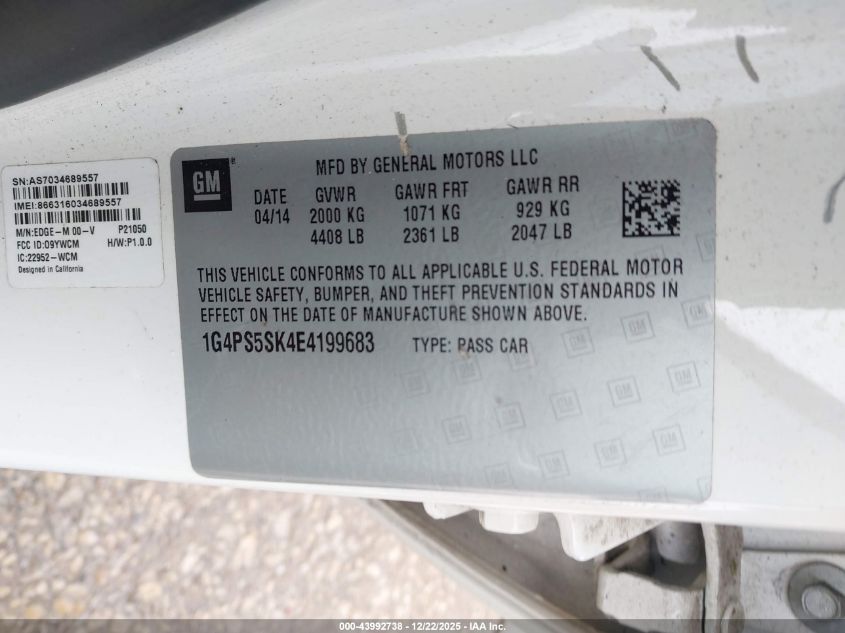 SN:AS7034689557
IMEI:866316034689557
M/N:EDGE-M 00-V P21050
FCC ID:O9YWCM H/W:P1.0.0
IC:22952-WCM
Designed in California
GM
MFD BY GENERAL MOTORS LLC
DATE GVWR GAWR FRT GAWR RR
04/14 2000 KG 1071 KG 929 KG
4408 LB 2361 LB 2047 LB
THIS VEHICLE CONFORMS TO ALL APPLICABLE U.S. FEDERAL MOTOR
VEHICLE SAFETY, BUMPER, AND THEFT PREVENTION STANDARDS IN
EFFECT ON THE DATE OF MANUFACTURE SHOWN ABOVE.
1G4PS5SK4E4199683 TYPE: PASS CAR
000-43992738 - 12/22/2025 - IAA Inc.